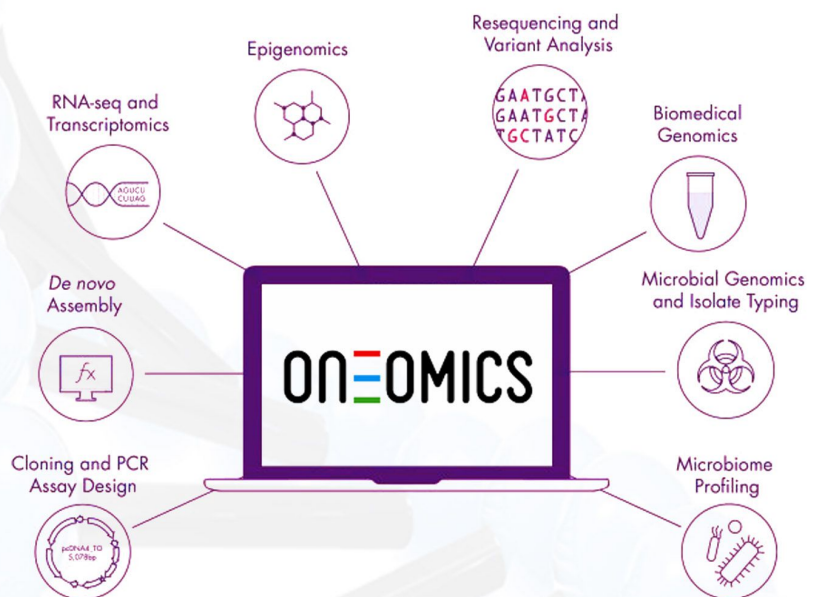 Resequencing and
Variant Analysis
GAATGCTA
GAATGCTA
TGCTATC
Epigenomics
RNA-seq and
Transcriptomics
AGUCU
CUUAG
Biomedical
Genomics
De novo
Assembly
fx
Microbial Genomics
and Isolate Typing
ONEOMICS
Cloning and PCR
Assay Design
pcDNA4_TO
5,078bp
Microbiome
Profiling